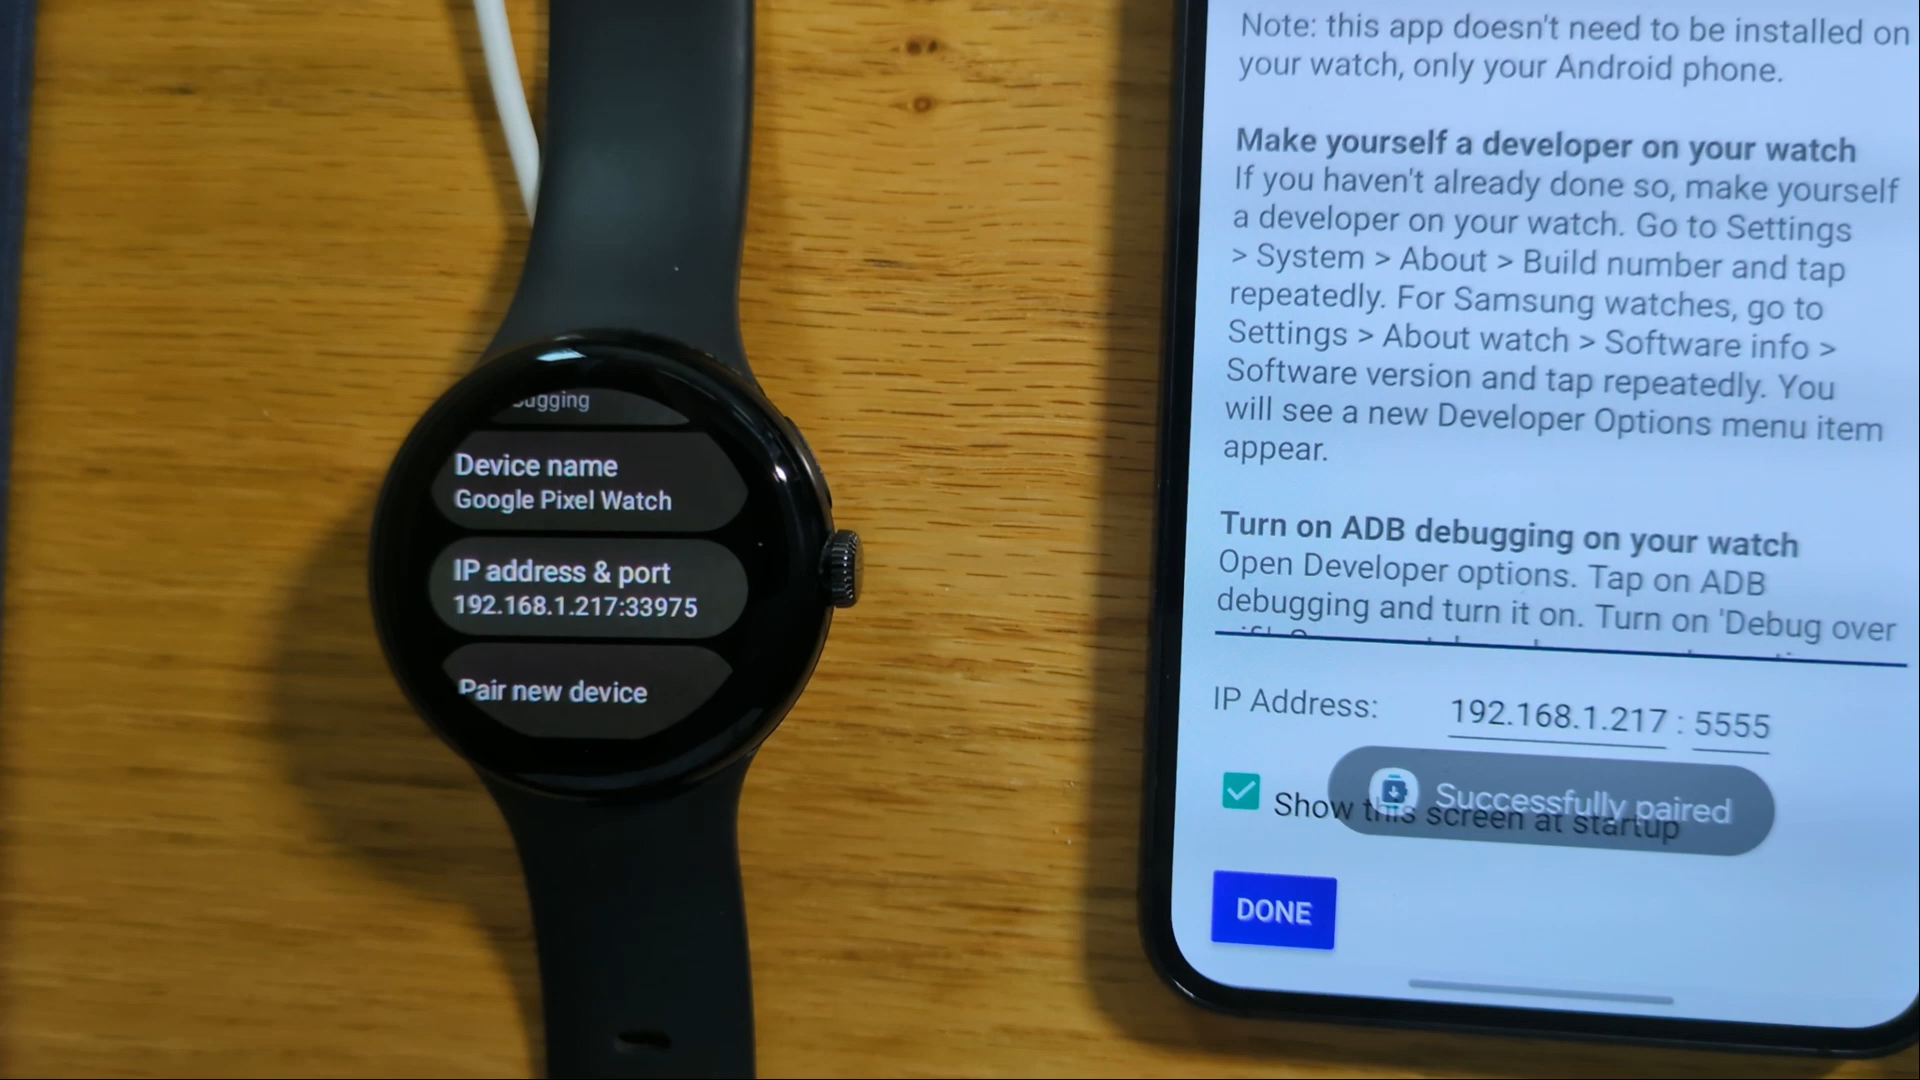 ugging
Device name
Google Pixel Watch
IP address & port
192.168.1.217:33975
Pair new device
Note: this app doesn't need to be installed on
your watch, only your Android phone.
Make yourself a developer on your watch
If you haven't already done so, make yourself
a developer on your watch. Go to Settings
> System > About > Build number and tap
repeatedly. For Samsung watches, go to
Settings > About watch > Software info >
Software version and tap repeatedly. You
will see a new Developer Options menu item
appear.
Turn on ADB debugging on your watch
Open Developer options. Tap on ADB
debugging and turn it on. Turn on 'Debug over
IP Address: 192.168.1.217 : 5555
Successfully paired
Show this screen at startup
DONE